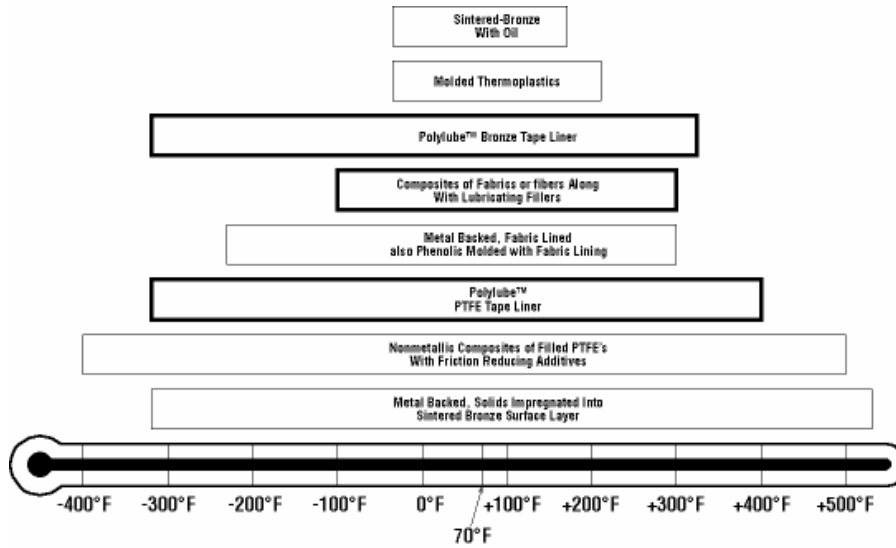 Sintered-Bronze
With Oil
Molded Thermoplastics
Polylube™ Bronze Tape Liner
Composites of Fabrics or fibers Along
With Lubricating Fillers
Metal Backed, Fabric Lined
also Phenolic Molded with Fabric Lining
Polylube™
PTFE Tape Liner
Nonmetallic Composites of Filled PTFE's
With Friction Reducing Additives
Metal Backed, Solids Impregnated Into
Sintered Bronze Surface Layer
-400°F -300°F -200°F -100°F 0°F +100°F +200°F +300°F +400°F +500°F
70°F